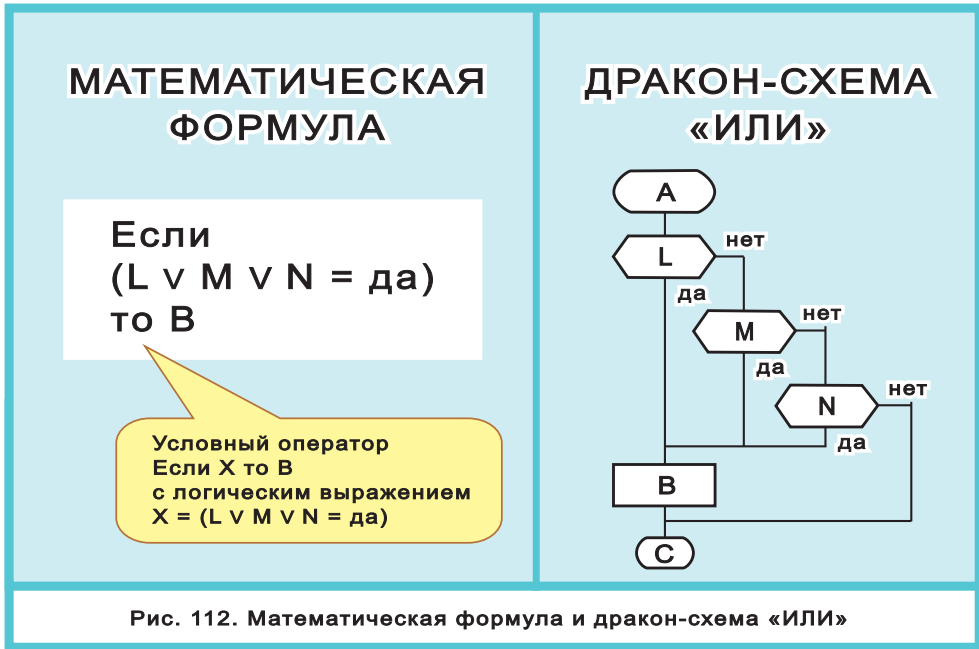 МАТЕМАТИЧЕСКАЯ
ФОРМУЛА
Если
(L ∨ M ∨ N = да)
то B
Условный оператор
Если X то B
с логическим выражением
X = (L ∨ M ∨ N = да)
ДРАКОН-СХЕМА
«ИЛИ»
A
L
нет
да
M
нет
да
N
нет
да
B
C
Рис. 112. Математическая формула и дракон-схема «ИЛИ»